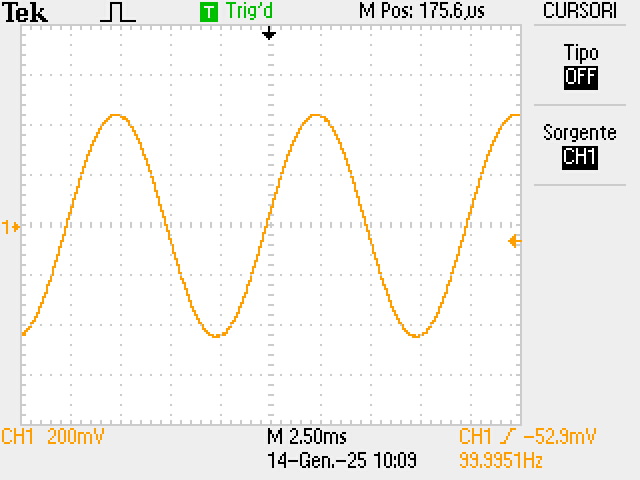 Tek T Trig'd M Pos: 175.6µs CURSORI
Tipo
OFF
Sorgente
CH1
1
CH1 200mV M 2.50ms CH1 -52.9mV
14-Gen.-25 10:09 99.9951Hz